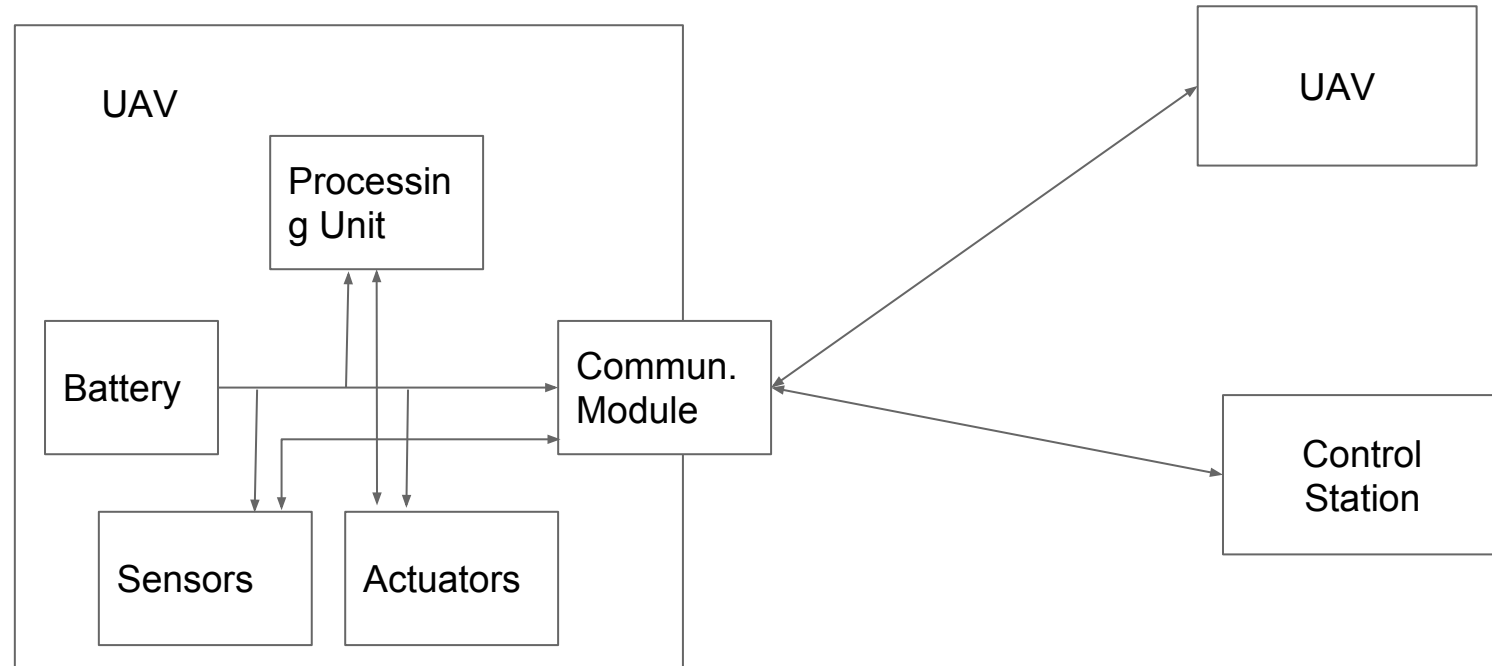 UAV
UAV
Processin
g Unit
Battery
Commun.
Module
Control
Station
Sensors
Actuators